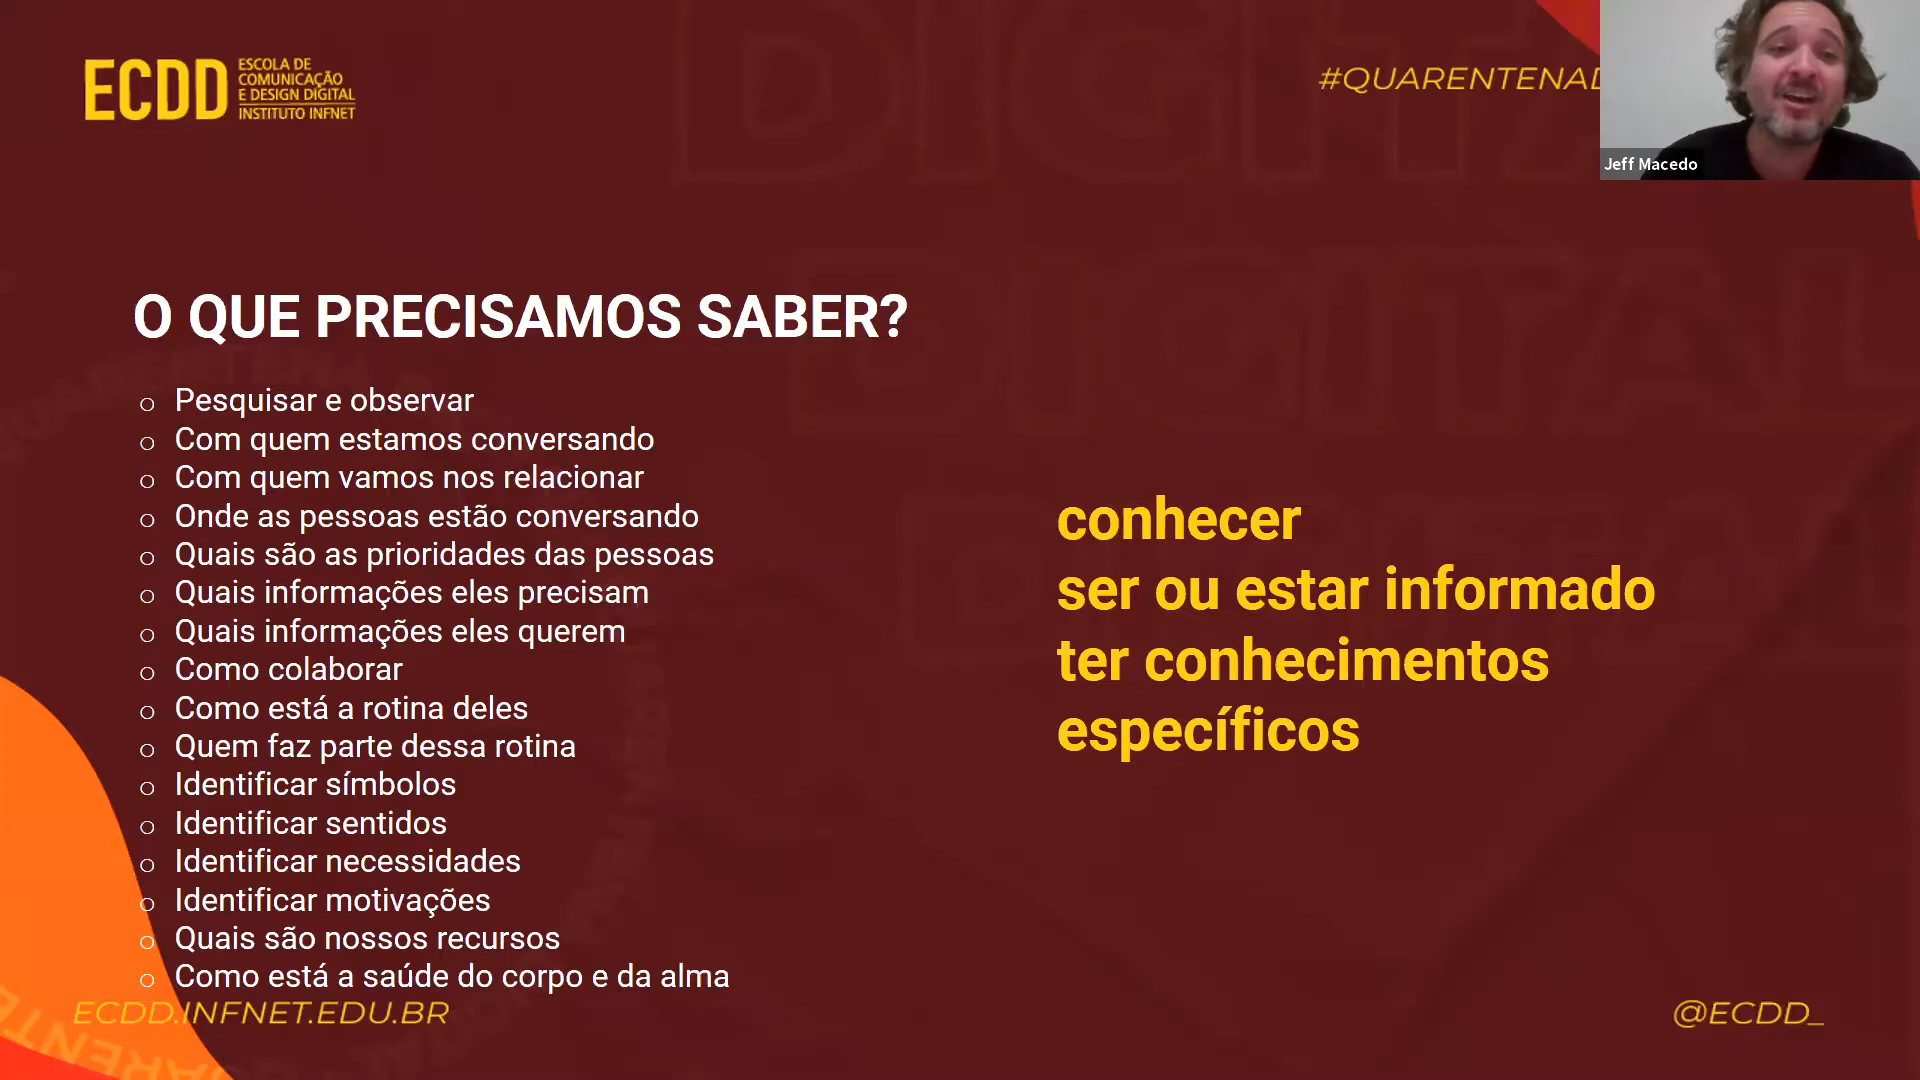 ECDD
ESCOLA DE
COMUNICAÇÃO
E DESIGN DIGITAL
INSTITUTO INFNET
Jeff Macedo
O QUE PRECISAMOS SABER?
Pesquisar e observar
Com quem estamos conversando
Com quem vamos nos relacionar
Onde as pessoas estão conversando
Quais são as prioridades das pessoas
Quais informações eles precisam
Quais informações eles querem
Como colaborar
Como está a rotina deles
Quem faz parte dessa rotina
Identificar símbolos
Identificar sentidos
Identificar necessidades
Identificar motivações
Quais são nossos recursos
Como está a saúde do corpo e da alma
conhecer
ser ou estar informado
ter conhecimentos
específicos
ECDD.INFNET.EDU.BR
@ECDD_